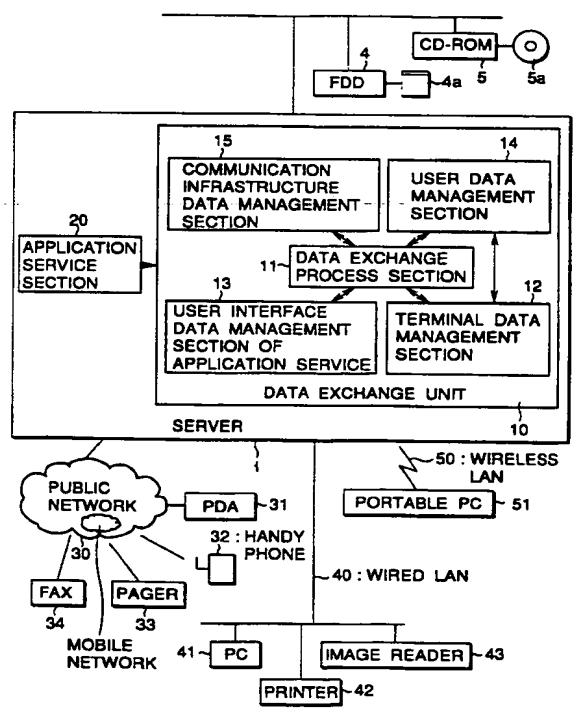 CD-ROM
5
5a
4
FDD
4a
15
COMMUNICATION
INFRASTRUCTURE
DATA MANAGEMENT
SECTION
14
USER DATA
MANAGEMENT
SECTION
20
APPLICATION
SERVICE
SECTION
11
DATA EXCHANGE
PROCESS SECTION
13
USER INTERFACE
DATA MANAGEMENT
SECTION OF
APPLICATION SERVICE
12
TERMINAL DATA
MANAGEMENT
SECTION
DATA EXCHANGE UNIT
10
SERVER
1
50 : WIRELESS
LAN
PORTABLE PC
51
PUBLIC
NETWORK
30
PDA
31
32 : HANDY
PHONE
40 : WIRED LAN
FAX
34
PAGER
33
MOBILE
NETWORK
41
PC
IMAGE READER
43
PRINTER
42